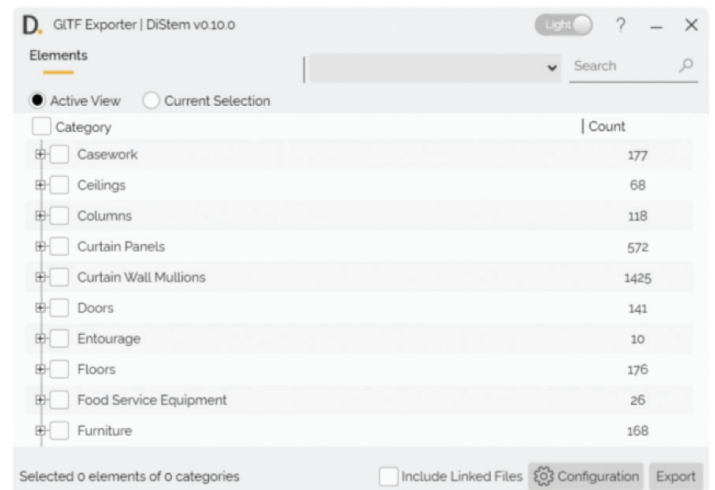 D. GlTF Exporter | DiStem v0.10.0 Light ?
Elements
Search
Active View Current Selection
Category Count
Casework 177
Ceilings 68
Columns 118
Curtain Panels 572
Curtain Wall Mullions 1425
Doors 141
Entourage 10
Floors 176
Food Service Equipment 26
Furniture 168
Selected 0 elements of 0 categories Include Linked Files Configuration Export